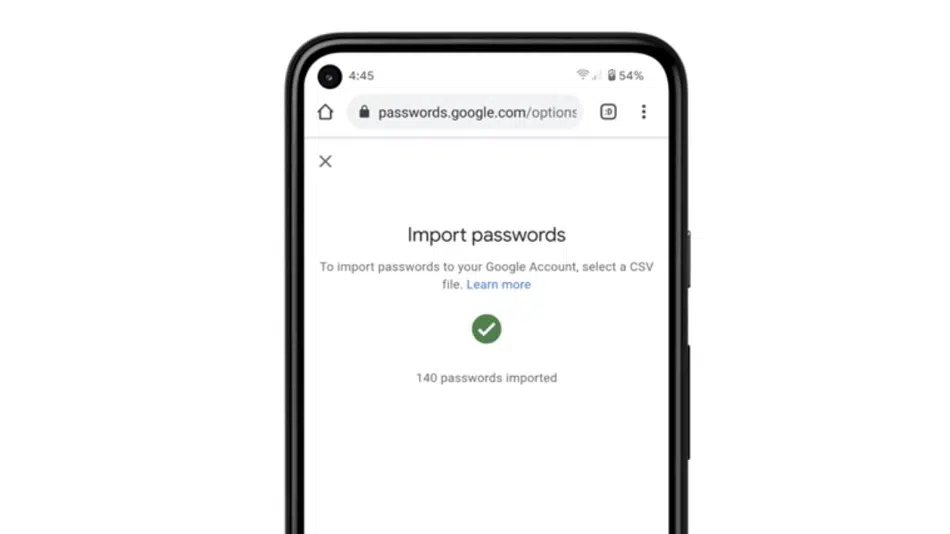 4:45
54%
passwords.google.com/options
:D
Import passwords
To import passwords to your Google Account, select a CSV
file. Learn more
140 passwords imported